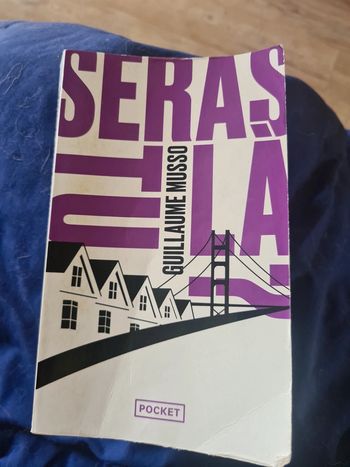 SERAS
TU
LÀ
?
GUILLAUME MUSSO
POCKET